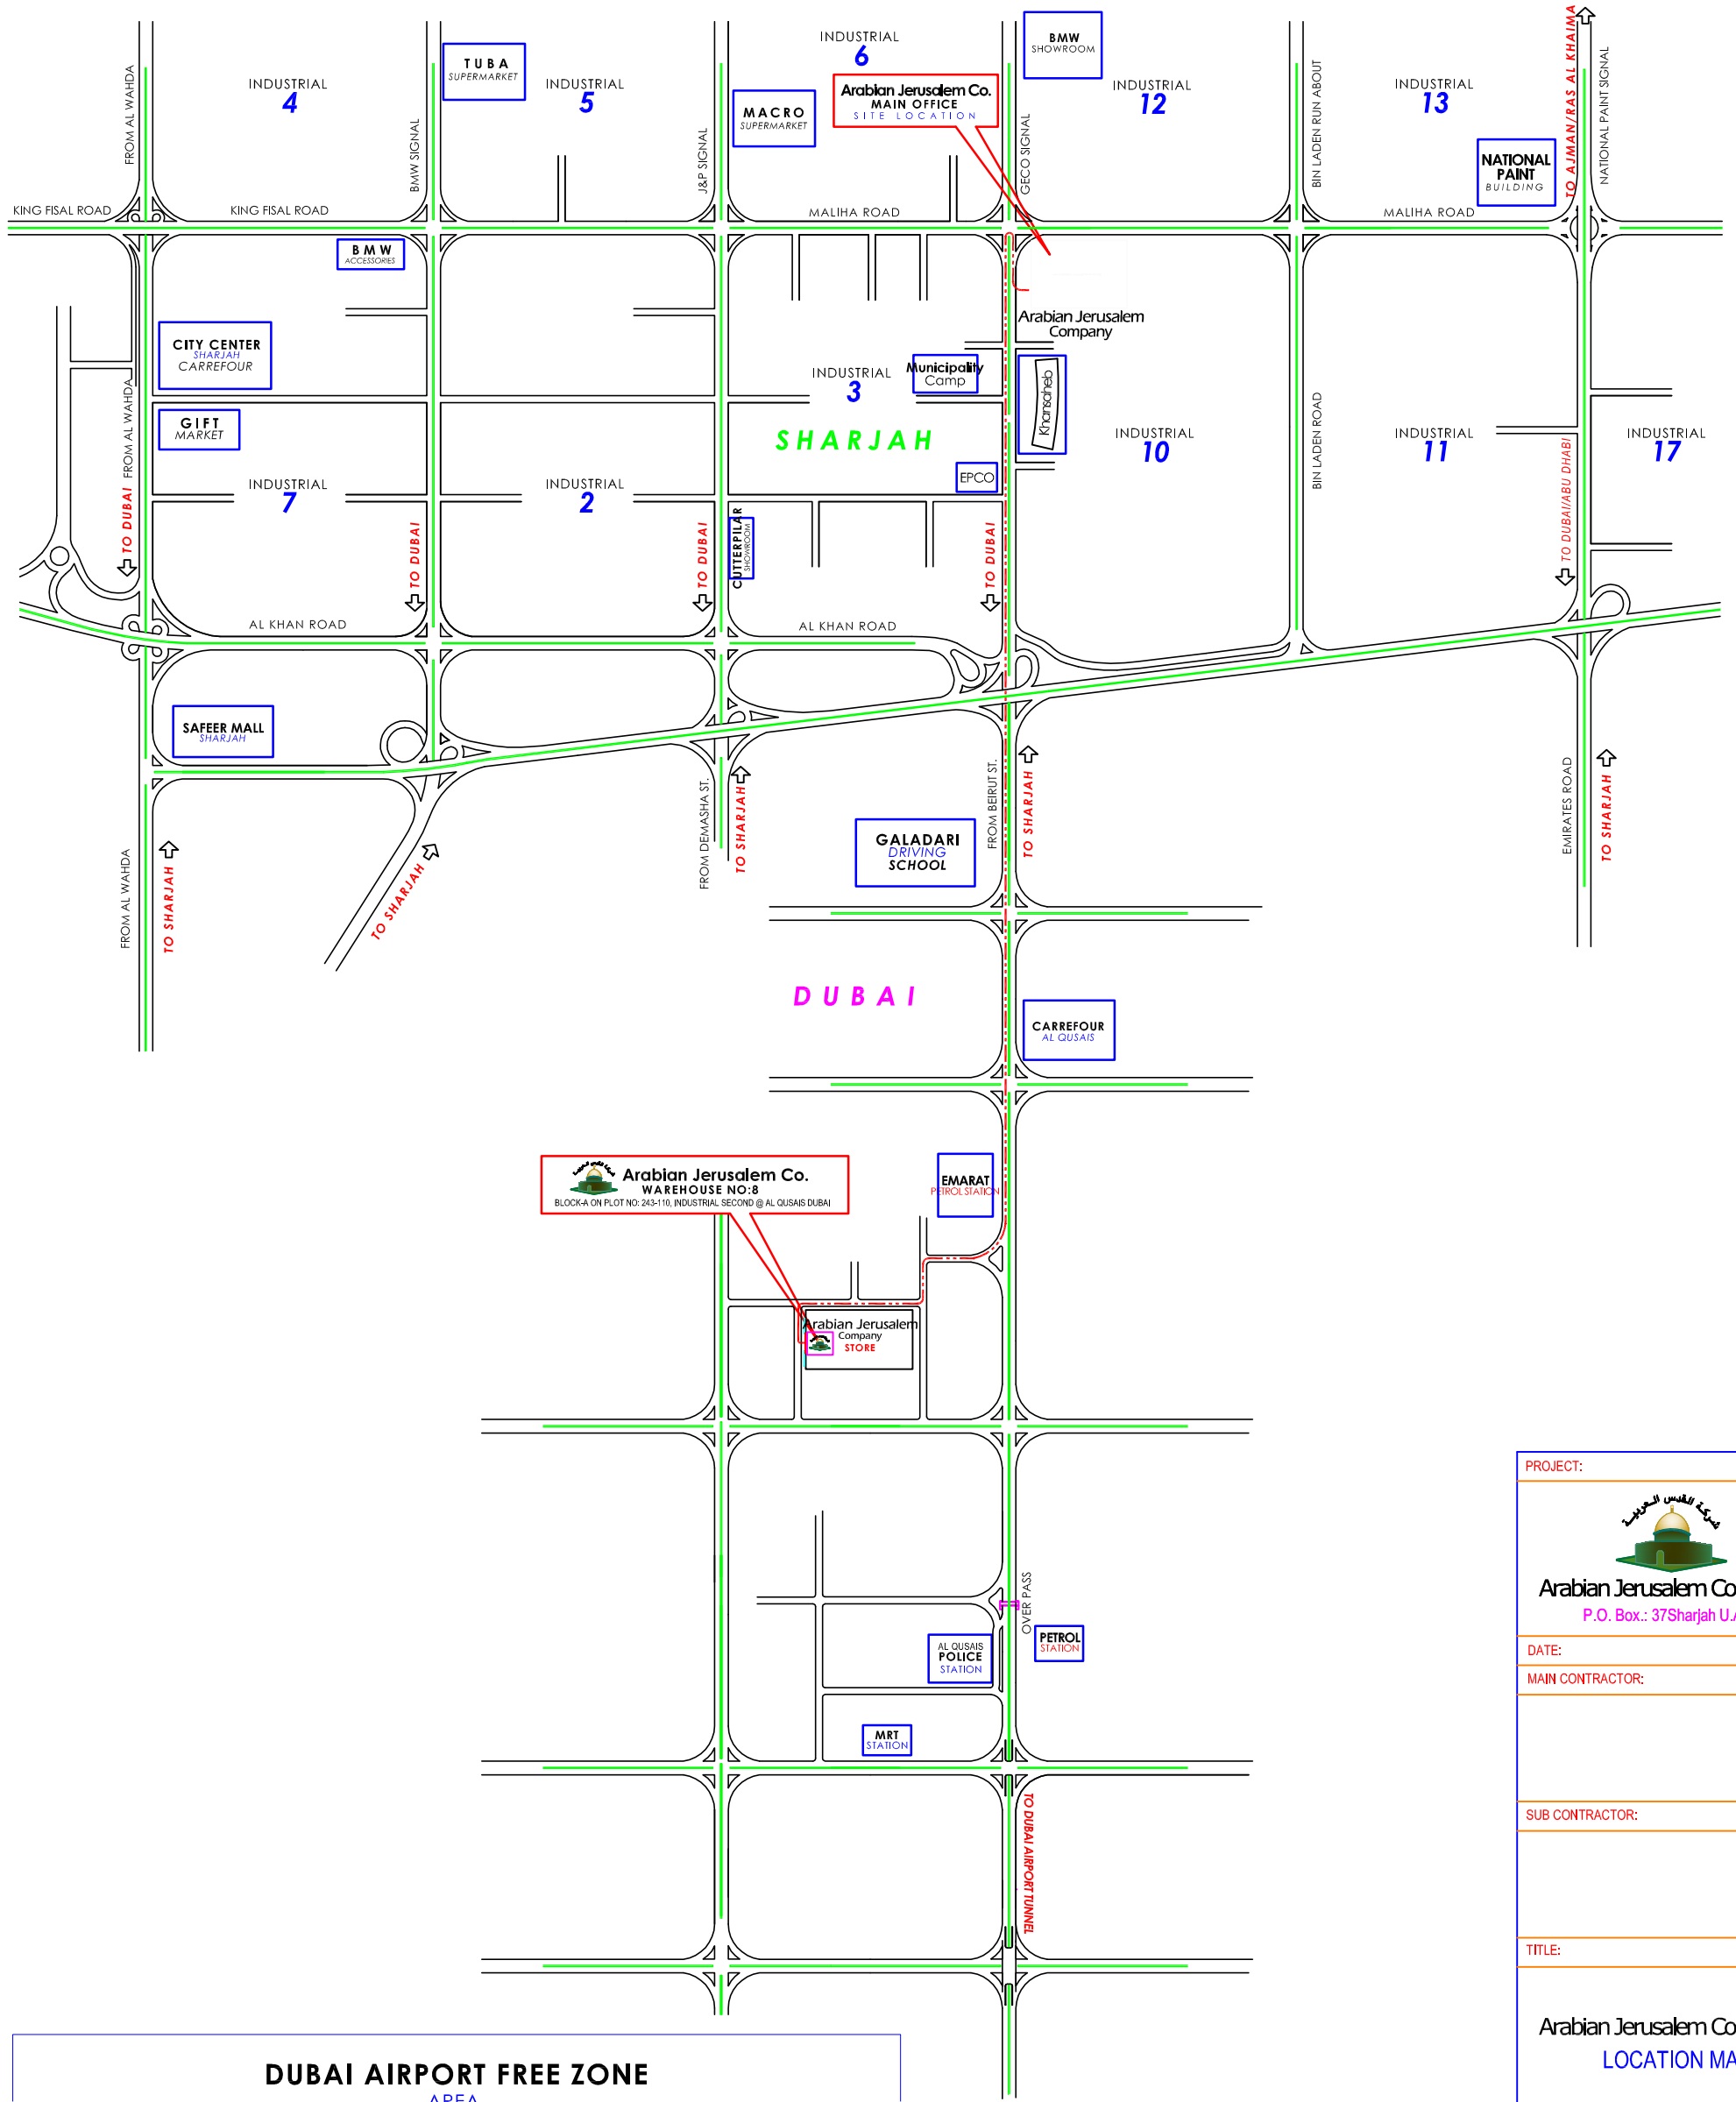 INDUSTRIAL
6
BMW
SHOWROOM
TO AJMAN/RAS AL KHAIMA
NATIONAL PAINT SIGNAL
FROM AL WAHDA
INDUSTRIAL
4
TUBA
SUPERMARKET
INDUSTRIAL
5
MACRO
SUPERMARKET
Arabian Jerusalem Co.
MAIN OFFICE
SITE LOCATION
INDUSTRIAL
12
BIN LADEN RUN ABOUT
INDUSTRIAL
13
BMW SIGNAL
J&P SIGNAL
GECO SIGNAL
NATIONAL
PAINT
BUILDING
KING FISAL ROAD
KING FISAL ROAD
MALIHA ROAD
MALIHA ROAD
BMW
ACCESSORIES
CITY CENTER
SHARJAH
CARREFOUR
Arabian Jerusalem
Company
INDUSTRIAL
3
Municipality
Camp
Khansaheb
GIFT
MARKET
FROM AL WAHDA
FROM AL WAHDA
TO DUBAI
SHARJAH
INDUSTRIAL
10
BIN LADEN ROAD
INDUSTRIAL
11
TO DUBAI/ABU DHABI
INDUSTRIAL
17
EPCO
INDUSTRIAL
7
INDUSTRIAL
2
TO DUBAI
TO DUBAI
CUTTERPILAR
SHOWROOM
TO DUBAI
AL KHAN ROAD
AL KHAN ROAD
SAFEER MALL
SHARJAH
FROM DEMASHA ST.
TO SHARJAH
FROM BEIRUT ST.
TO SHARJAH
EMIRATES ROAD
TO SHARJAH
GALADARI
DRIVING
SCHOOL
FROM AL WAHDA
TO SHARJAH
TO SHARJAH
DUBAI
CARREFOUR
AL QUSAIS
Arabian Jerusalem Co.
WAREHOUSE NO:8
BLOCK-A ON PLOT NO: 243-110, INDUSTRIAL SECOND @ AL QUSAIS DUBAI
EMARAT
PETROL STATION
Arabian Jerusalem
Company
STORE
PROJECT:
شركة القدس العربية
Arabian Jerusalem Co
P.O. Box.: 37Sharjah U.A
OVER PASS
AL QUSAIS
POLICE
STATION
PETROL
STATION
DATE:
MAIN CONTRACTOR:
MRT
STATION
TO DUBAI AIRPORT TUNNEL
SUB CONTRACTOR:
TITLE:
Arabian Jerusalem Co
LOCATION MA
DUBAI AIRPORT FREE ZONE
AREA